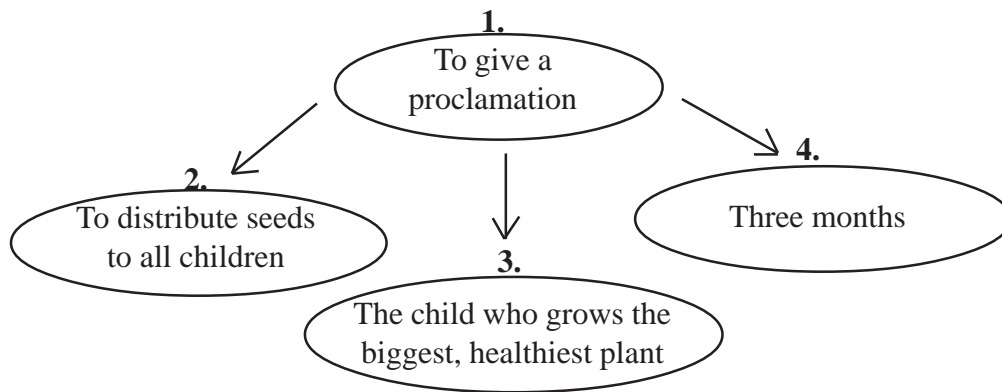 1.
To give a
proclamation
2.
To distribute seeds
to all children
3.
The child who grows the
biggest, healthiest plant
4.
Three months